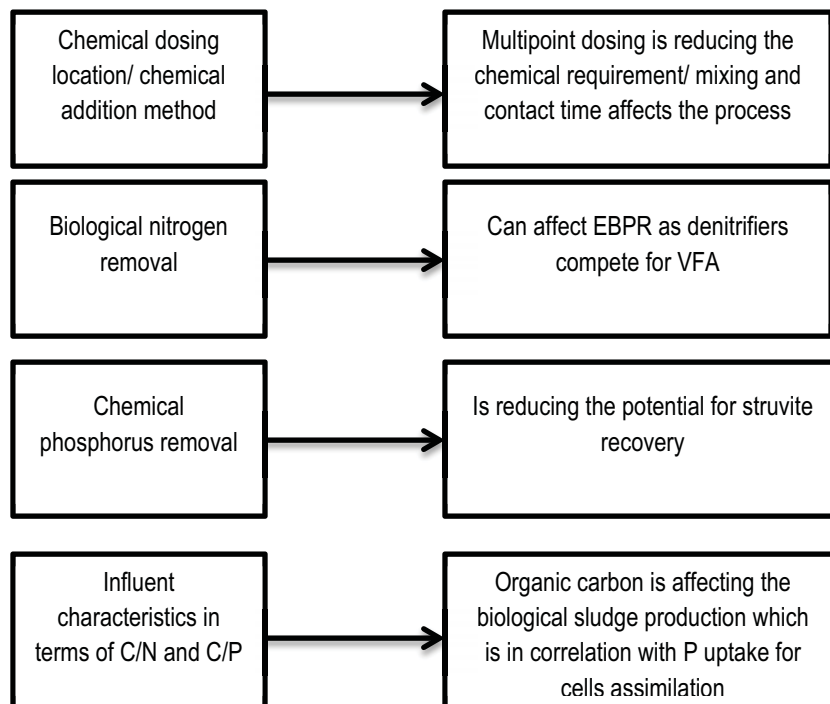 Chemical dosing
location/ chemical
addition method
Multipoint dosing is reducing the
chemical requirement/ mixing and
contact time affects the process
Biological nitrogen
removal
Can affect EBPR as denitrifiers
compete for VFA
Chemical
phosphorus removal
Is reducing the potential for struvite
recovery
Influent
characteristics in
terms of C/N and C/P
Organic carbon is affecting the
biological sludge production which
is in correlation with P uptake for
cells assimilation